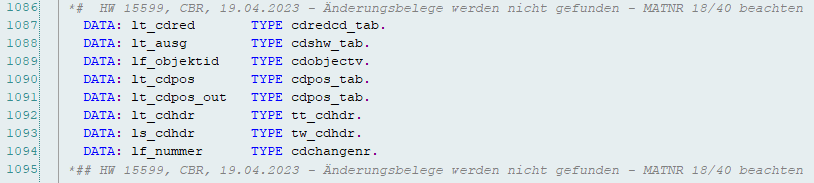 1086 *# HW 15599, CBR, 19.04.2023 - Änderungsbelege werden nicht gefunden - MATNR 18/40 beachten
1087 DATA: lt_cdred TYPE cdredcd_tab.
1088 DATA: lt_ausg TYPE cdshw_tab.
1089 DATA: lf_objektid TYPE cdobjectv.
1090 DATA: lt_cdpos TYPE cdpos_tab.
1091 DATA: lt_cdpos_out TYPE cdpos_tab.
1092 DATA: lt_cdhdr TYPE tt_cdhdr.
1093 DATA: ls_cdhdr TYPE tw_cdhdr.
1094 DATA: lf_nummer TYPE cdchangenr.
1095 *## HW 15599, CBR, 19.04.2023 - Änderungsbelege werden nicht gefunden - MATNR 18/40 beachten